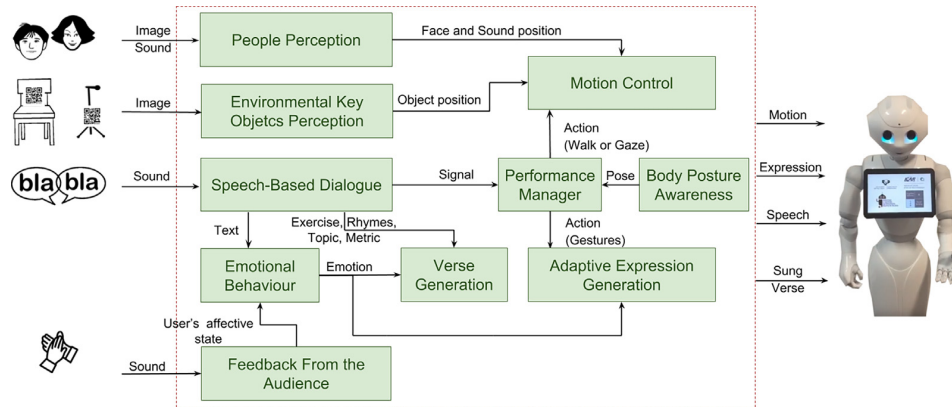 Image
Sound
People Perception
Face and Sound position
Motion Control
Image
Environmental Key
Objetcs Perception
Object position
Action
(Walk or Gaze)
Motion
bla bla
Sound
Speech-Based Dialogue
Signal
Performance
Manager
Pose
Body Posture
Awareness
Expression
Text
Exercise, Rhymes,
Topic, Metric
Action
(Gestures)
Speech
Emotional
Behaviour
Emotion
Verse
Generation
Adaptive Expression
Generation
Sung
Verse
User's affective
state
Sound
Feedback From the
Audience